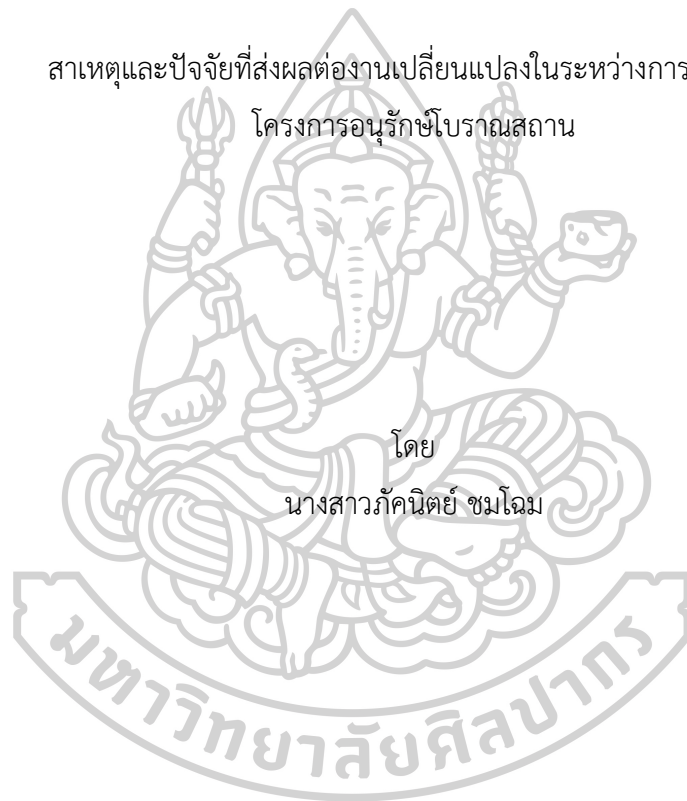 สาเหตุและปัจจัยที่ส่งผลต่องานเปลี่ยนแปลงในระหว่างการ
โครงการอนุรักษ์โบราณสถาน
โดย
นางสาวภัคนิตย์ ชมโฉม
มหาวิทยาลัยศิลปากร